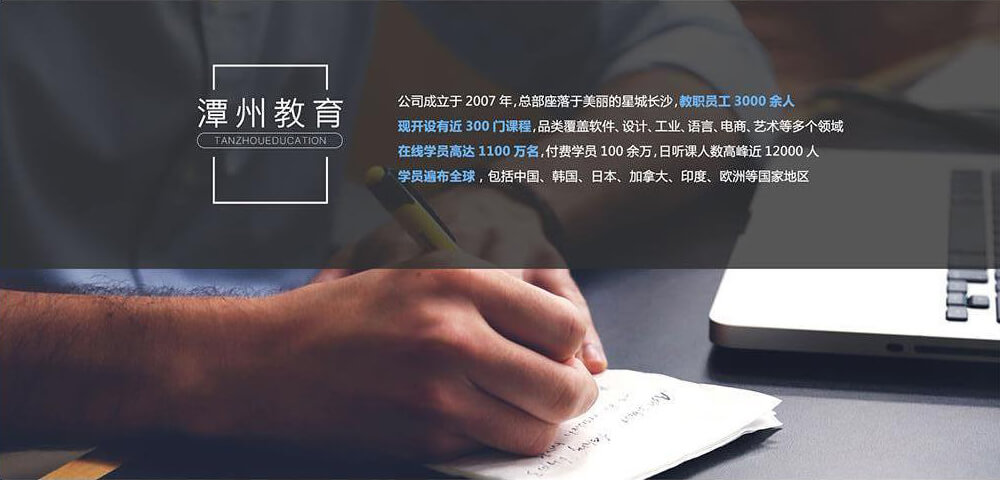 潭州教育
TANZHOUEDUCATION
公司成立于 2007 年,总部座落于美丽的星城长沙,教职员工 3000 余人
现开设有近 300 门课程,品类覆盖软件、设计、工业、语言、电商、艺术等多个领域
在线学员高达 1100 万名,付费学员 100 余万,日听课人数高峰近 12000 人
学员遍布全球，包括中国、韩国、日本、加拿大、印度、欧洲等国家地区